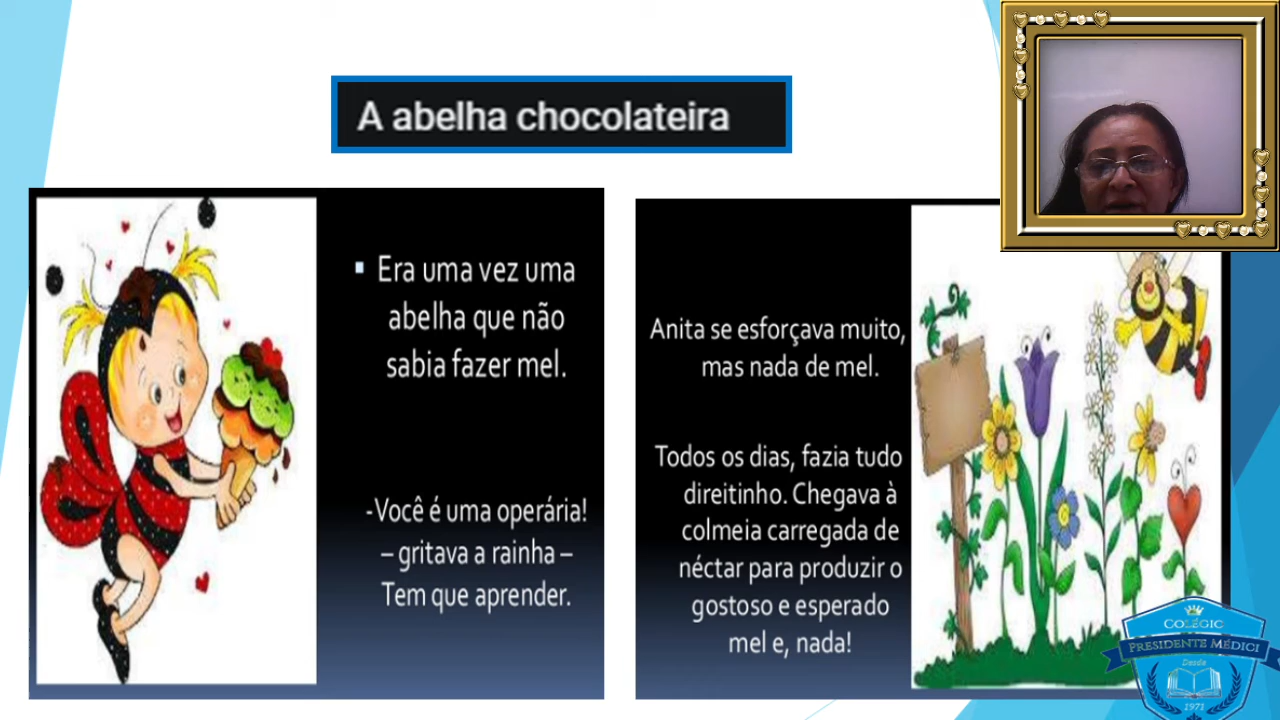 A abelha chocolateira
Era uma vez uma
abelha que não
sabia fazer mel.
-Você é uma operária!
– gritava a rainha –
Tem que aprender.
Anita se esforçava muito,
mas nada de mel.
Todos os dias, fazia tudo
direitinho. Chegava à
colmeia carregada de
néctar para produzir o
gostoso e esperado
mel e, nada!
COLÉGIO
PRESIDENTE MÉDICI
Desde
1971